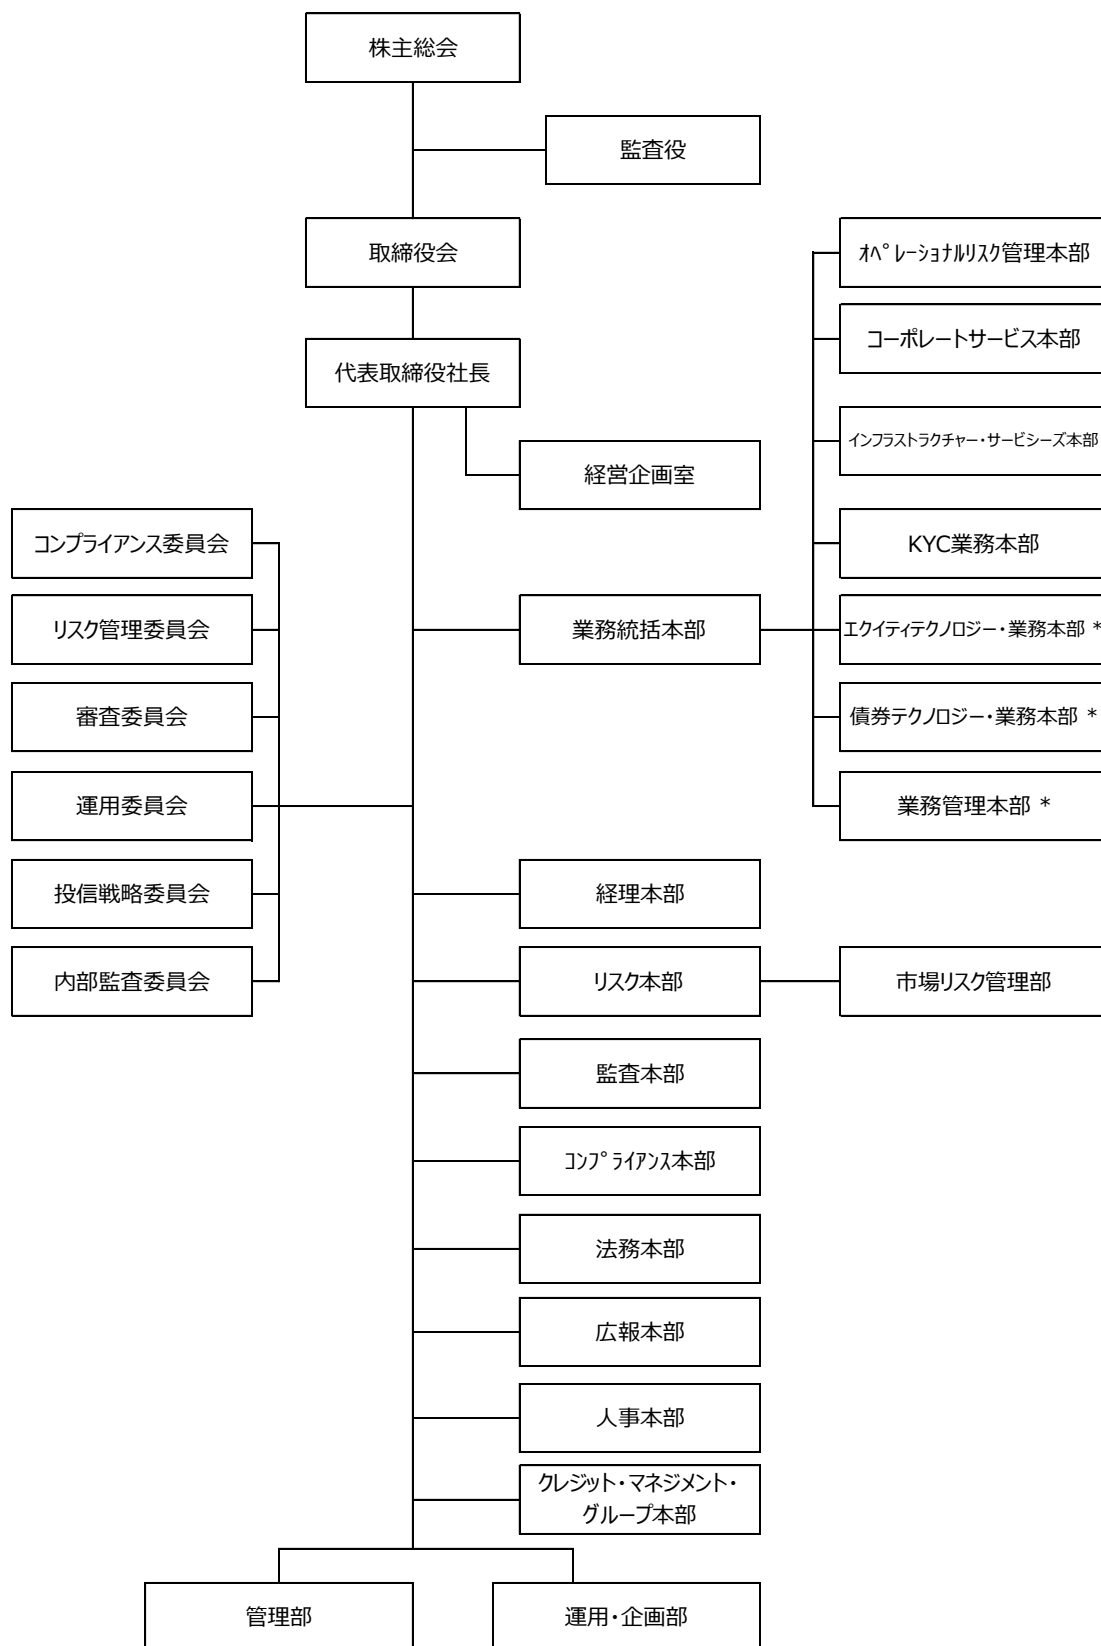 株主総会
監査役
取締役会
代表取締役社長
経営企画室
オペレーショナルリスク管理本部
コーポレートサービス本部
インフラストラクチャー・サービシーズ本部
KYC業務本部
エクイティテクノロジー・業務本部 *
債券テクノロジー・業務本部 *
業務管理本部 *
業務統括本部
コンプライアンス委員会
リスク管理委員会
審査委員会
運用委員会
投信戦略委員会
内部監査委員会
経理本部
リスク本部
市場リスク管理部
監査本部
コンプライアンス本部
法務本部
広報本部
人事本部
クレジット・マネジメント・
グループ本部
管理部
運用・企画部